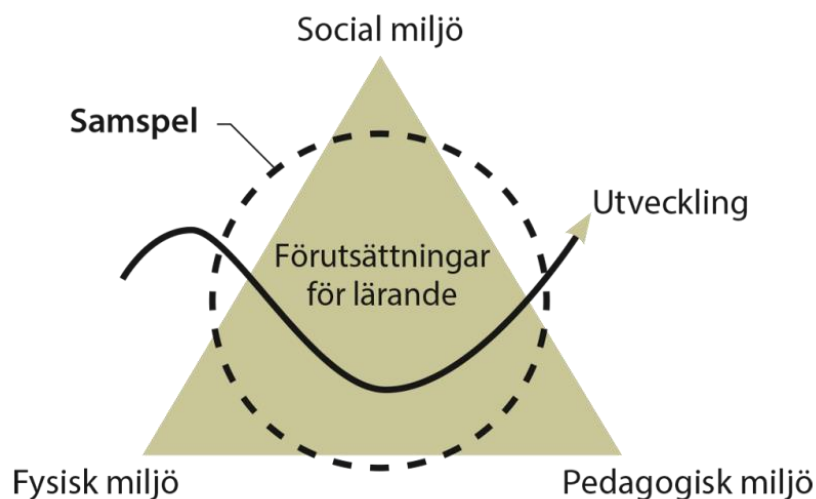 Social miljö
Samspel
Utveckling
Förutsättningar
för lärande
Fysisk miljö
Pedagogisk miljö